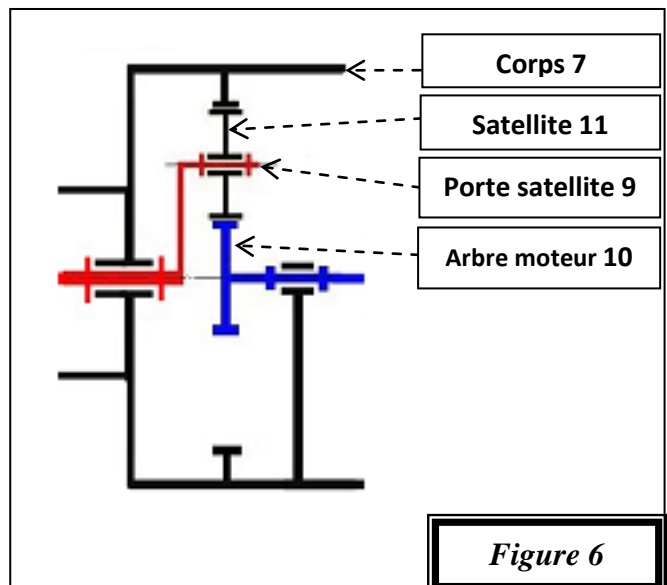 Corps 7
Satellite 11
Porte satellite 9
Arbre moteur 10
Figure 6